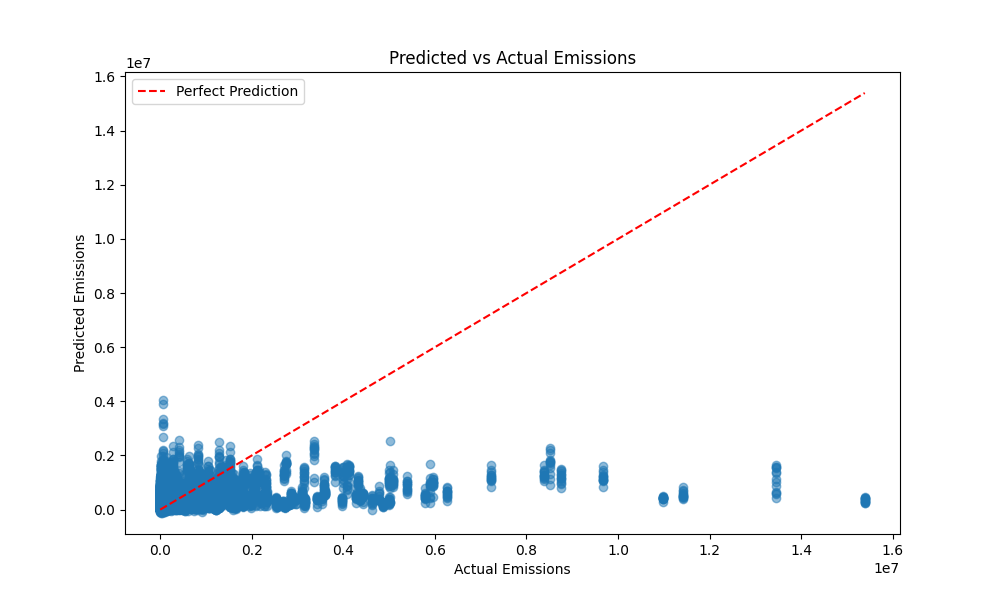 Predicted vs Actual Emissions
1e7
1.6
1.4
1.2
1.0
0.8
0.6
0.4
0.2
0.0
Predicted Emissions
Perfect Prediction
0.0 0.2 0.4 0.6 0.8 1.0 1.2 1.4 1.6
1e7
Actual Emissions